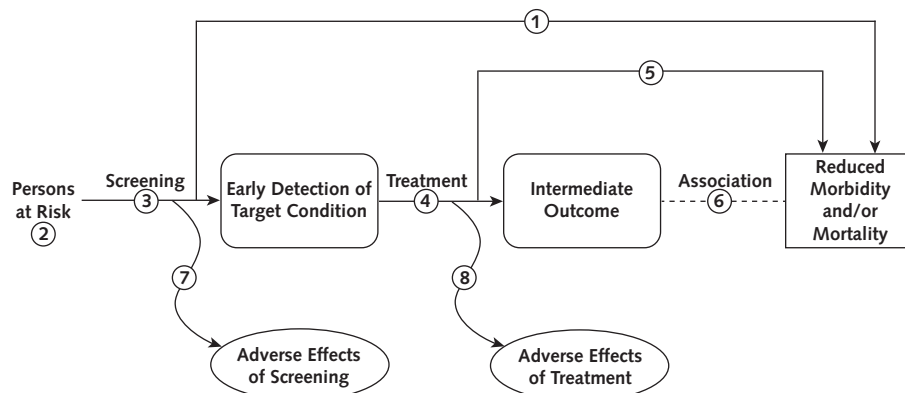 1
5
Persons
at Risk
2
Screening
3
Early Detection of
Target Condition
Treatment
4
Intermediate
Outcome
Association
6
Reduced
Morbidity
and/or
Mortality
7
8
Adverse Effects
of Screening
Adverse Effects
of Treatment